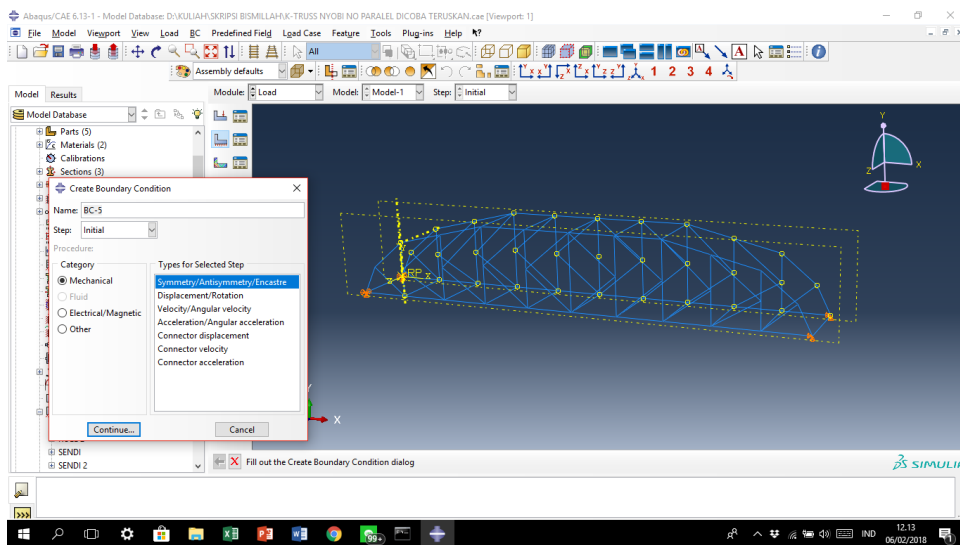 Abaqus/CAE 6.13-1 - Model Database: D:\KULIAH\SKRIPSI BISMILLAH\K-TRUSS NYOBI NO PARALEL DICOBA TERUSKAN.cae [Viewport: 1]
File Model Viewport View Load BC Predefined Field Load Case Feature Tools Plug-ins Help
All
Assembly defaults
1 2 3 4
Model Results
Module: Load Model: Model-1 Step: Initial
Model Database
Parts (5)
Materials (2)
Calibrations
Sections (3)
Create Boundary Condition
Name: BC-5
Step: Initial
Procedure:
Category
Mechanical
Fluid
Electrical/Magnetic
Other
Types for Selected Step
Symmetry/Antisymmetry/Encastre
Displacement/Rotation
Velocity/Angular velocity
Acceleration/Angular acceleration
Connector displacement
Connector velocity
Connector acceleration
Continue...
Cancel
SENDI
SENDI 2
Y
X
Z
RP
X
Z
X
Fill out the Create Boundary Condition dialog
SIMULI
>>>
99+
IND
12.13
06/02/2018
1